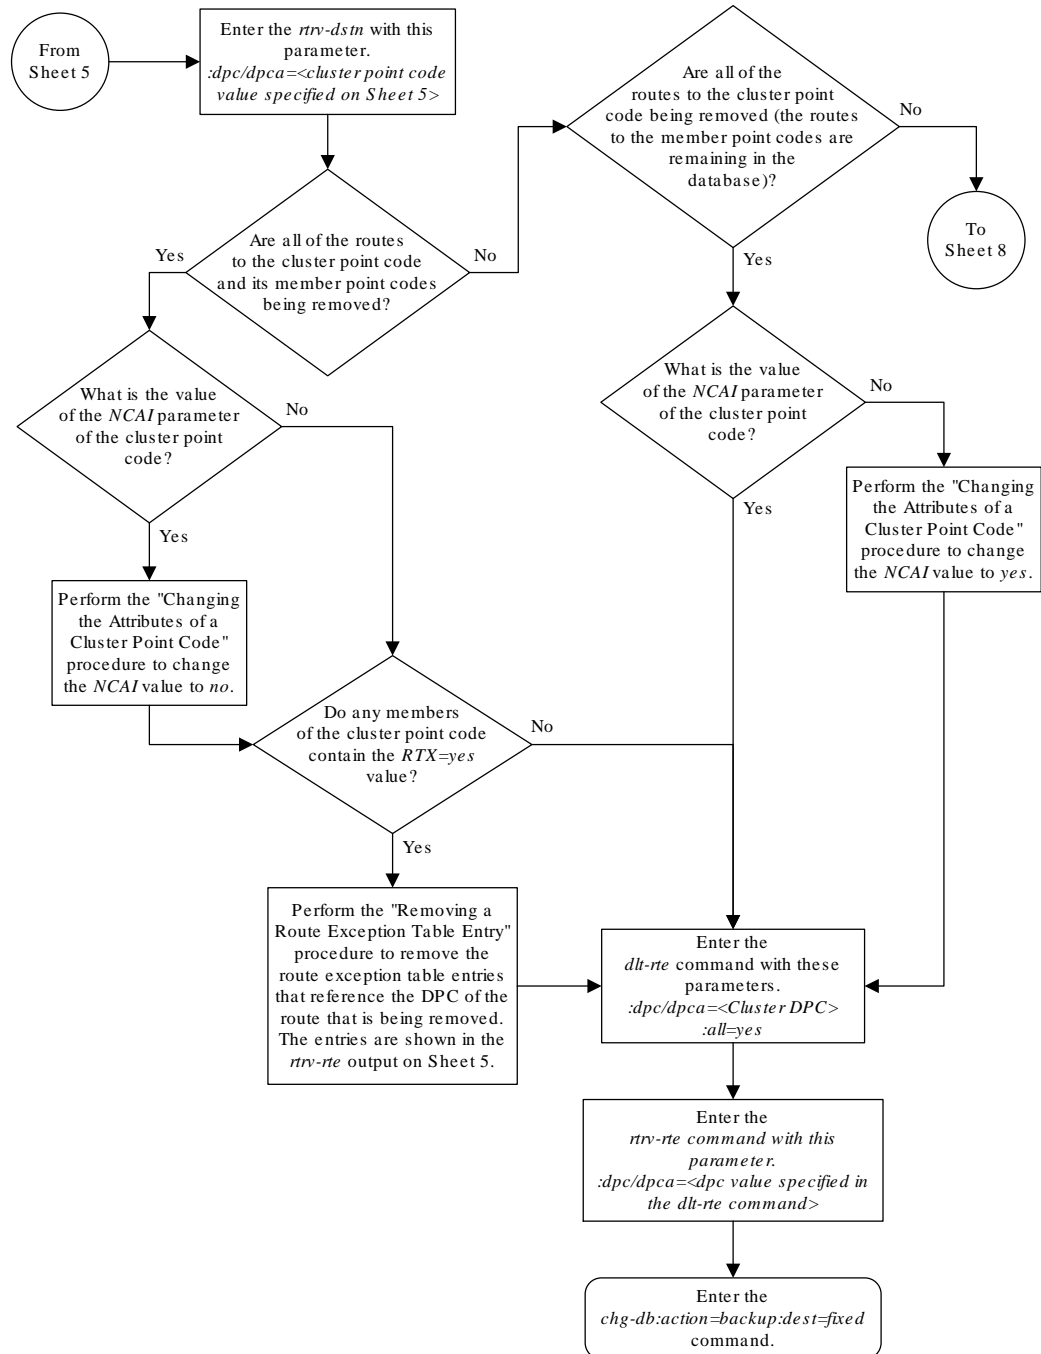 From
Sheet 5
Enter the rtrv-dstn with this
parameter.
:dpc/dpca=<cluster point code
value specified on Sheet 5>
Are all of the
routes to the cluster point
code being removed (the routes
to the member point codes are
remaining in the
database)?
No
To
Sheet 8
Yes
Are all of the routes
to the cluster point code
and its member point codes
being removed?
Yes
No
What is the value
of the NCAI parameter
of the cluster point
code?
No
Yes
What is the value
of the NCAI parameter
of the cluster point
code?
No
Yes
Perform the "Changing
the Attributes of a
Cluster Point Code"
procedure to change
the NCAI value to yes.
Perform the "Changing
the Attributes of a
Cluster Point Code"
procedure to change
the NCAI value to no.
Do any members
of the cluster point code
contain the RTX=yes
value?
No
Yes
Perform the "Removing a
Route Exception Table Entry"
procedure to remove the
route exception table entries
that reference the DPC of the
route that is being removed.
The entries are shown in the
rtrv-rte output on Sheet 5.
Enter the
dlt-rte command with these
parameters.
:dpc/dpca=<Cluster DPC>
:all=yes
Enter the
rtrv-rte command with this
parameter.
:dpc/dpca=<dpc value specified in
the dlt-rte command>
Enter the
chg-db:action=backup:dest=fixed
command.